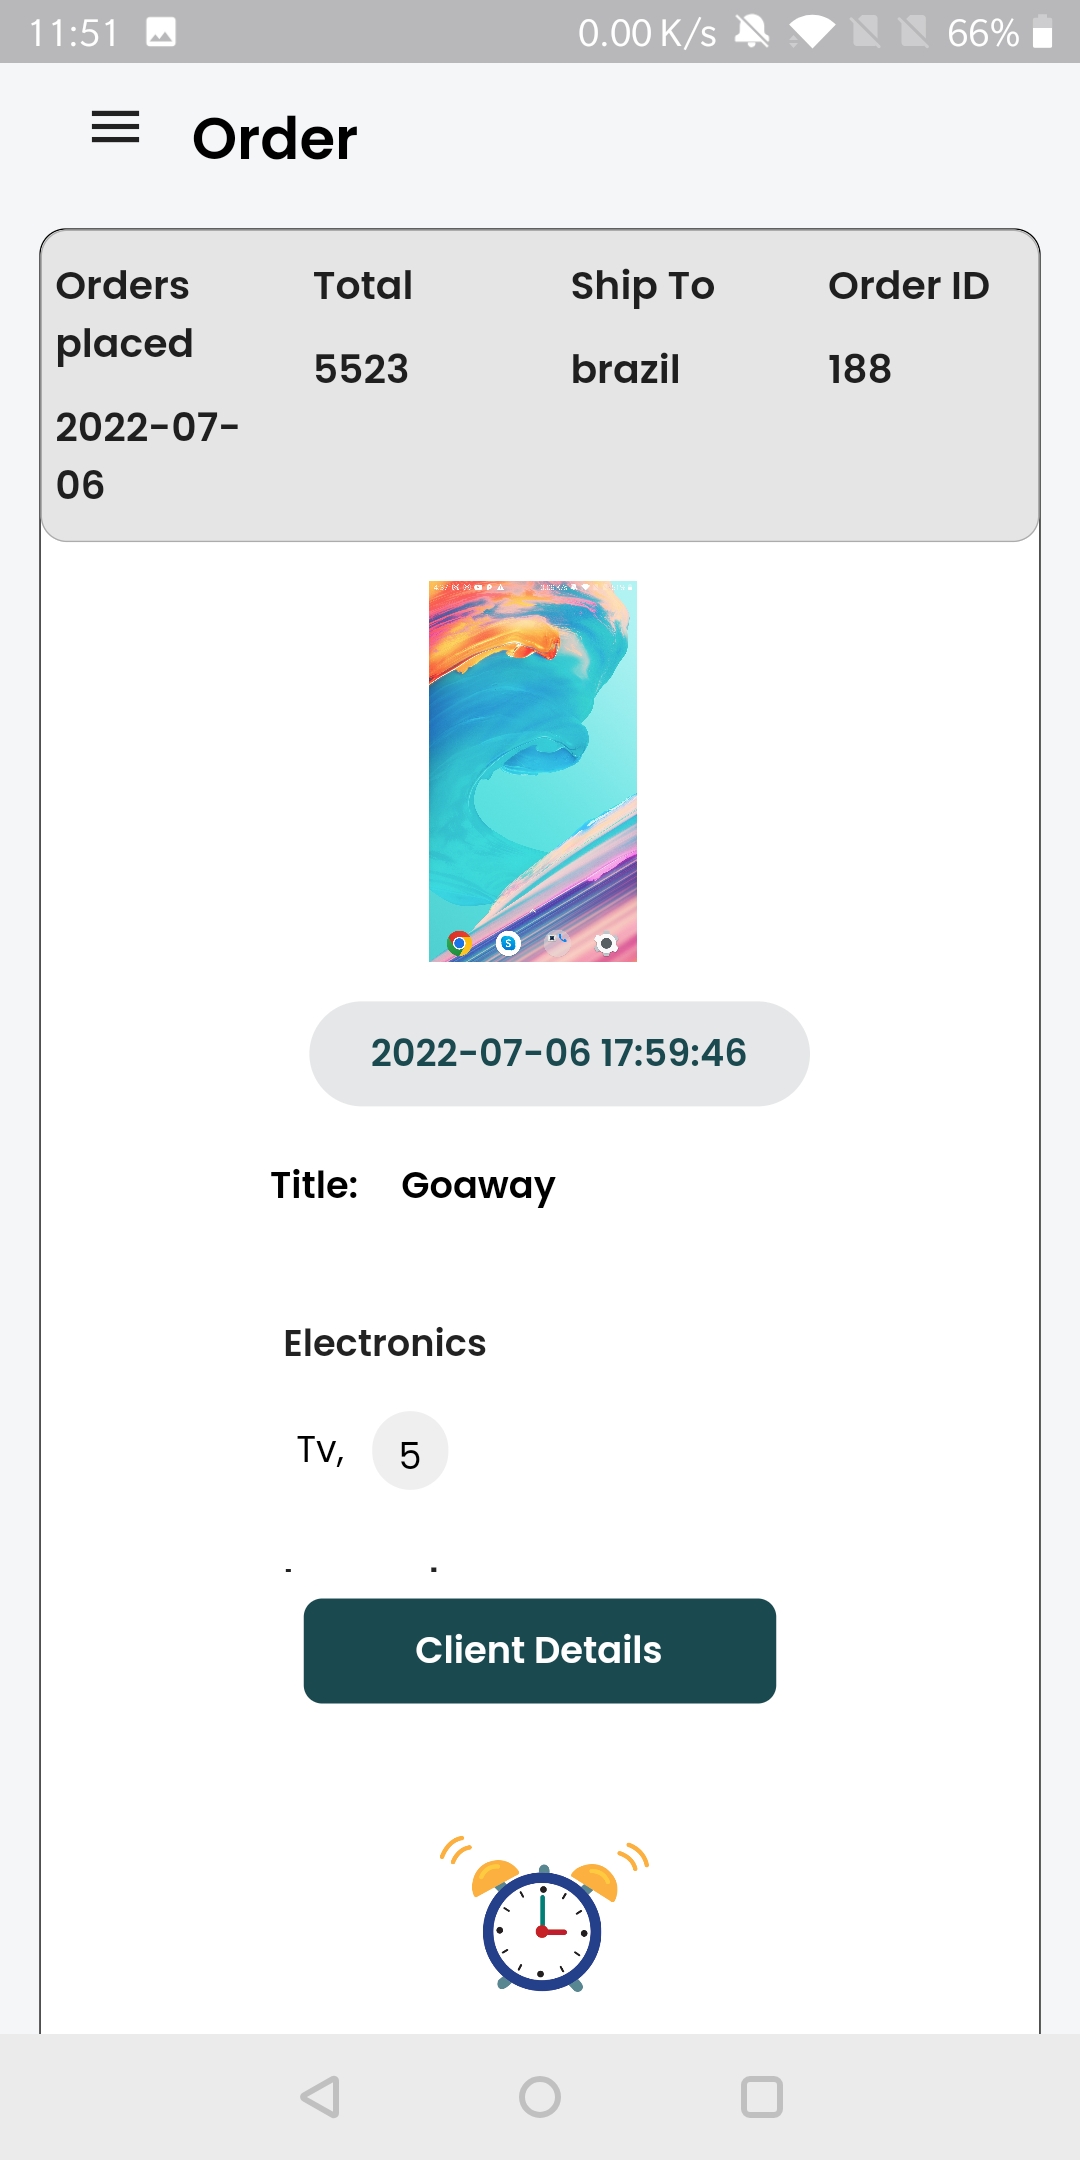 11:51 0.00 K/s 66%
Order
Orders placed
Total
Ship To
Order ID
2022-07-06
5523
brazil
188
2022-07-06 17:59:46
Title: Goaway
Electronics
Tv, 5
Client Details